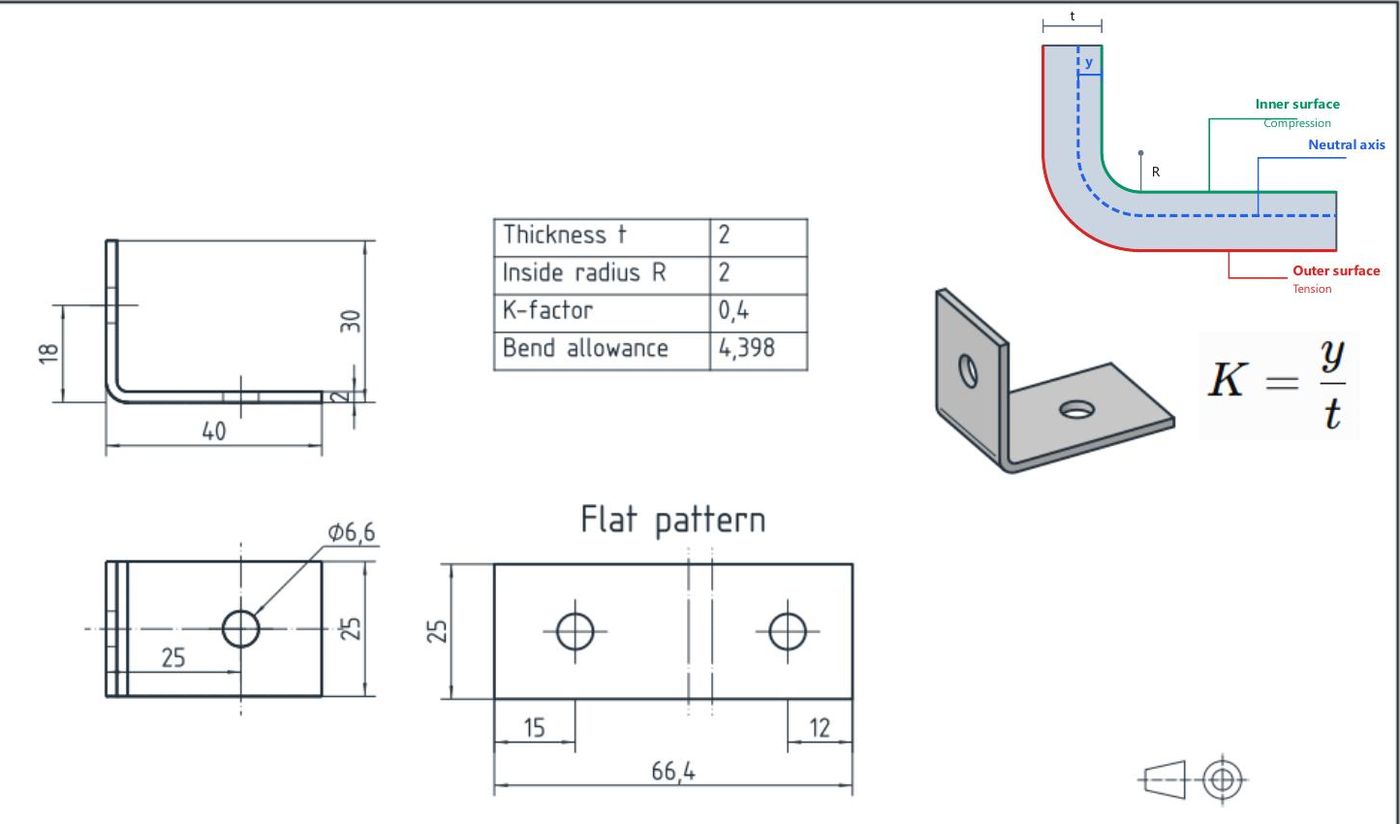 t
y
Inner surface
Compression
Neutral axis
R
Outer surface
Tension
Thickness t 2
Inside radius R 2
K-factor 0,4
Bend allowance 4,398
18
30
2
40
K = y/t
Flat pattern
Ø6,6
25
25
25
15
12
66,4